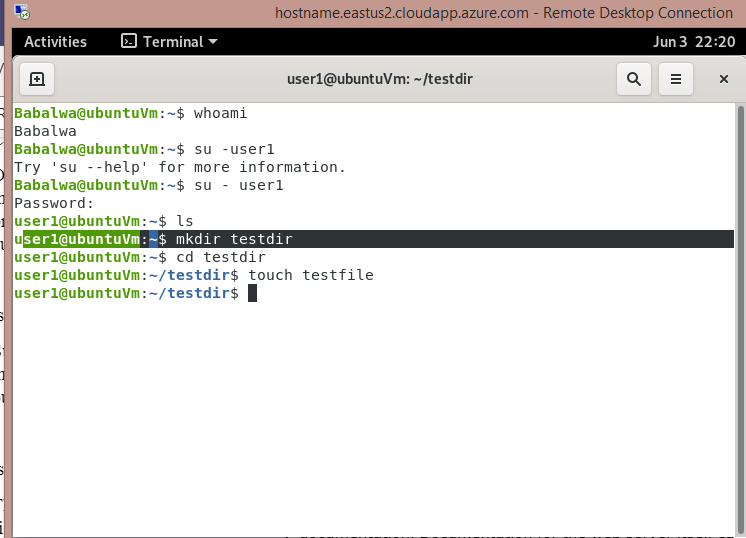 hostname.eastus2.cloudapp.azure.com - Remote Desktop Connection
Activities Terminal Jun 3 22:20
user1@ubuntuVm: ~/testdir
Babalwa@ubuntuVm:~$ whoami
Babalwa
Babalwa@ubuntuVm:~$ su -user1
Try 'su --help' for more information.
Babalwa@ubuntuVm:~$ su - user1
Password:
user1@ubuntuVm:~$ ls
user1@ubuntuVm:~$ mkdir testdir
user1@ubuntuVm:~$ cd testdir
user1@ubuntuVm:~/testdir$ touch testfile
user1@ubuntuVm:~/testdir$